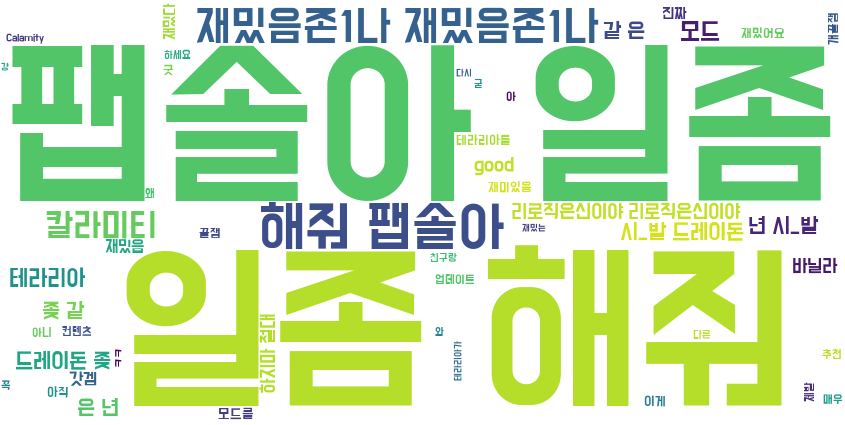 재밌음존1나 재밌음존1나
같 은
진짜
모드
재밌어요
개꿀잼
재밌다
Calamity
하세요
굿
강
팹솔아 일좀
다시
굳
아
테라리아를
good
재미있음
왜
칼라미티
해줘 팹솔아
리로직은신이야 리로직은신이야
시_발 드레이돈
년 시_발
재밌음
꿀잼
재밌는
테라리아
일좀 해줘
친구랑
업데이트
바닐라
좆 같
아니
컨텐츠
절대
하지마
와
다른
테라리아가
드레이돈 좆
ㅋㅋ
추천
갓겜
꼭
아직
은 년
모드를
이게
제발
매우